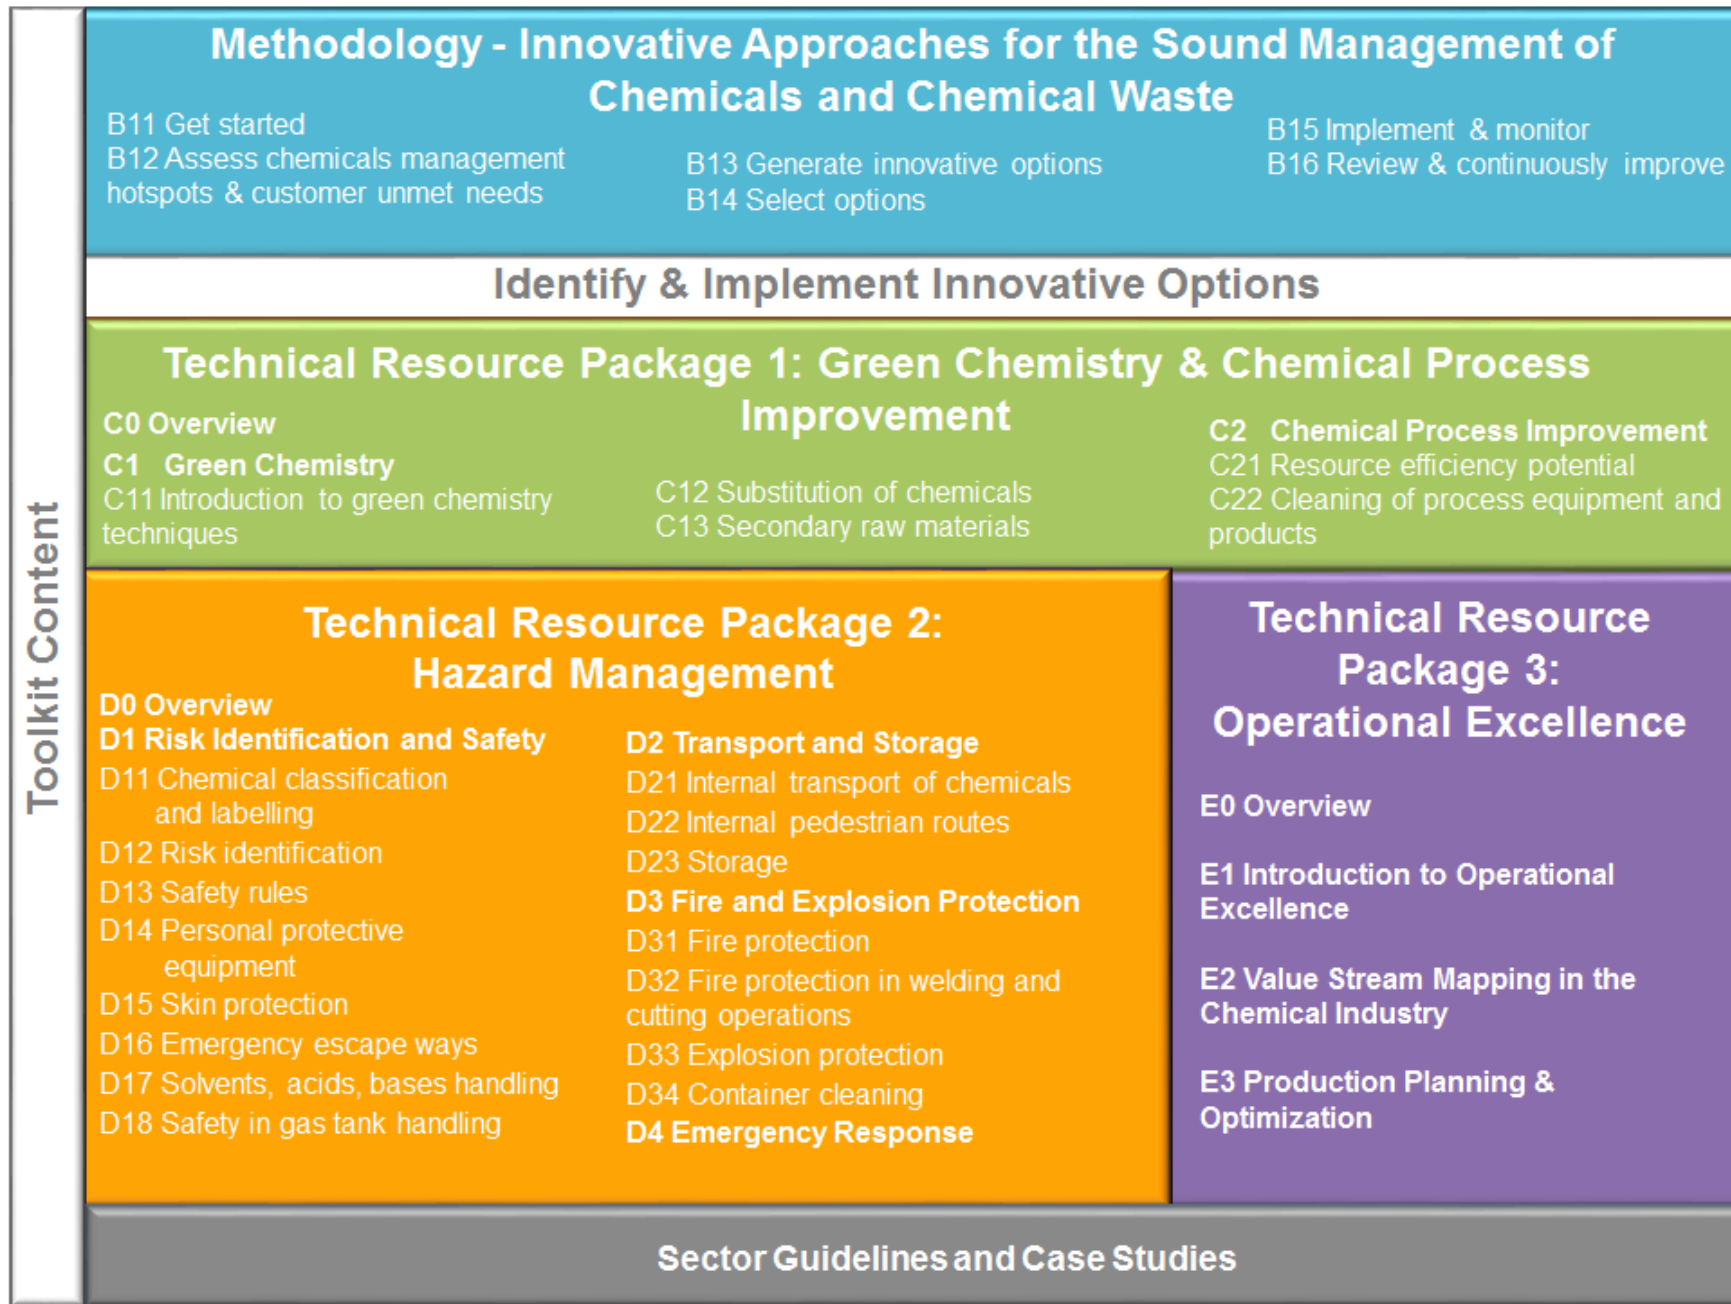 Toolkit Content
Methodology - Innovative Approaches for the Sound Management of
Chemicals and Chemical Waste
B11 Get started
B12 Assess chemicals management
hotspots & customer unmet needs
B13 Generate innovative options
B14 Select options
B15 Implement & monitor
B16 Review & continuously improve
Identify & Implement Innovative Options
Technical Resource Package 1: Green Chemistry & Chemical Process
Improvement
C0 Overview
C1 Green Chemistry
C11 Introduction to green chemistry
techniques
C12 Substitution of chemicals
C13 Secondary raw materials
C2 Chemical Process Improvement
C21 Resource efficiency potential
C22 Cleaning of process equipment and
products
Technical Resource Package 2:
Hazard Management
D0 Overview
D1 Risk Identification and Safety
D11 Chemical classification
and labelling
D12 Risk identification
D13 Safety rules
D14 Personal protective
equipment
D15 Skin protection
D16 Emergency escape ways
D17 Solvents, acids, bases handling
D18 Safety in gas tank handling
D2 Transport and Storage
D21 Internal transport of chemicals
D22 Internal pedestrian routes
D23 Storage
D3 Fire and Explosion Protection
D31 Fire protection
D32 Fire protection in welding and
cutting operations
D33 Explosion protection
D34 Container cleaning
D4 Emergency Response
Technical Resource
Package 3:
Operational Excellence
E0 Overview
E1 Introduction to Operational
Excellence
E2 Value Stream Mapping in the
Chemical Industry
E3 Production Planning &
Optimization
Sector Guidelines and Case Studies